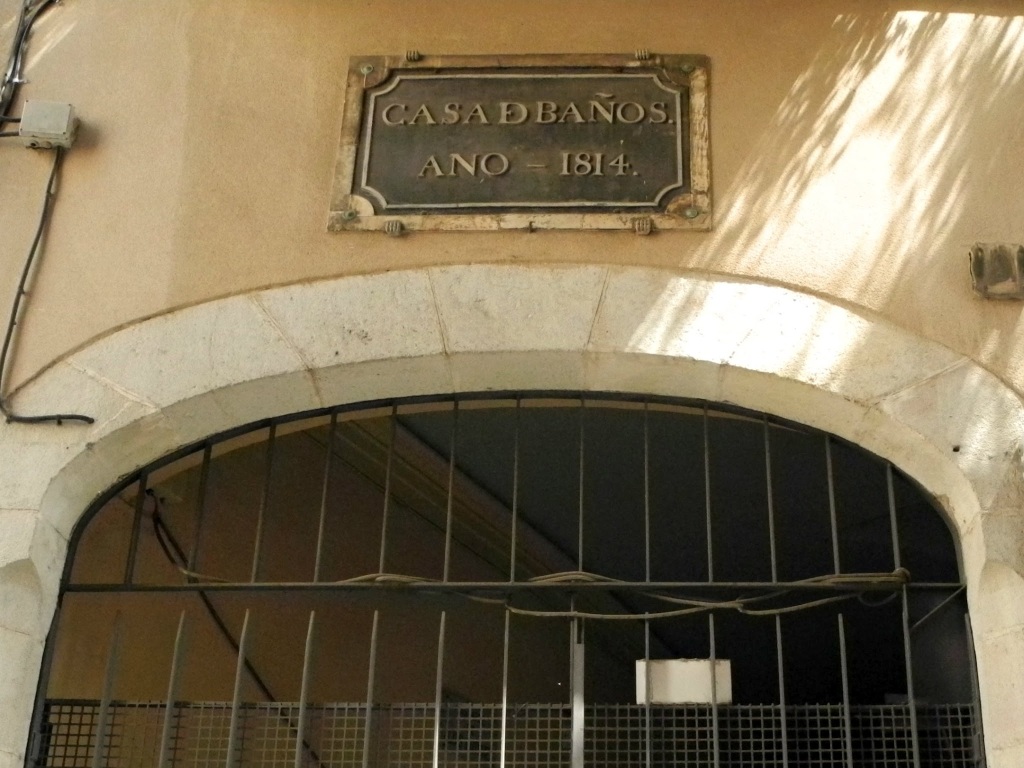 CASA Đ BAÑOS.
ANO - 1814.